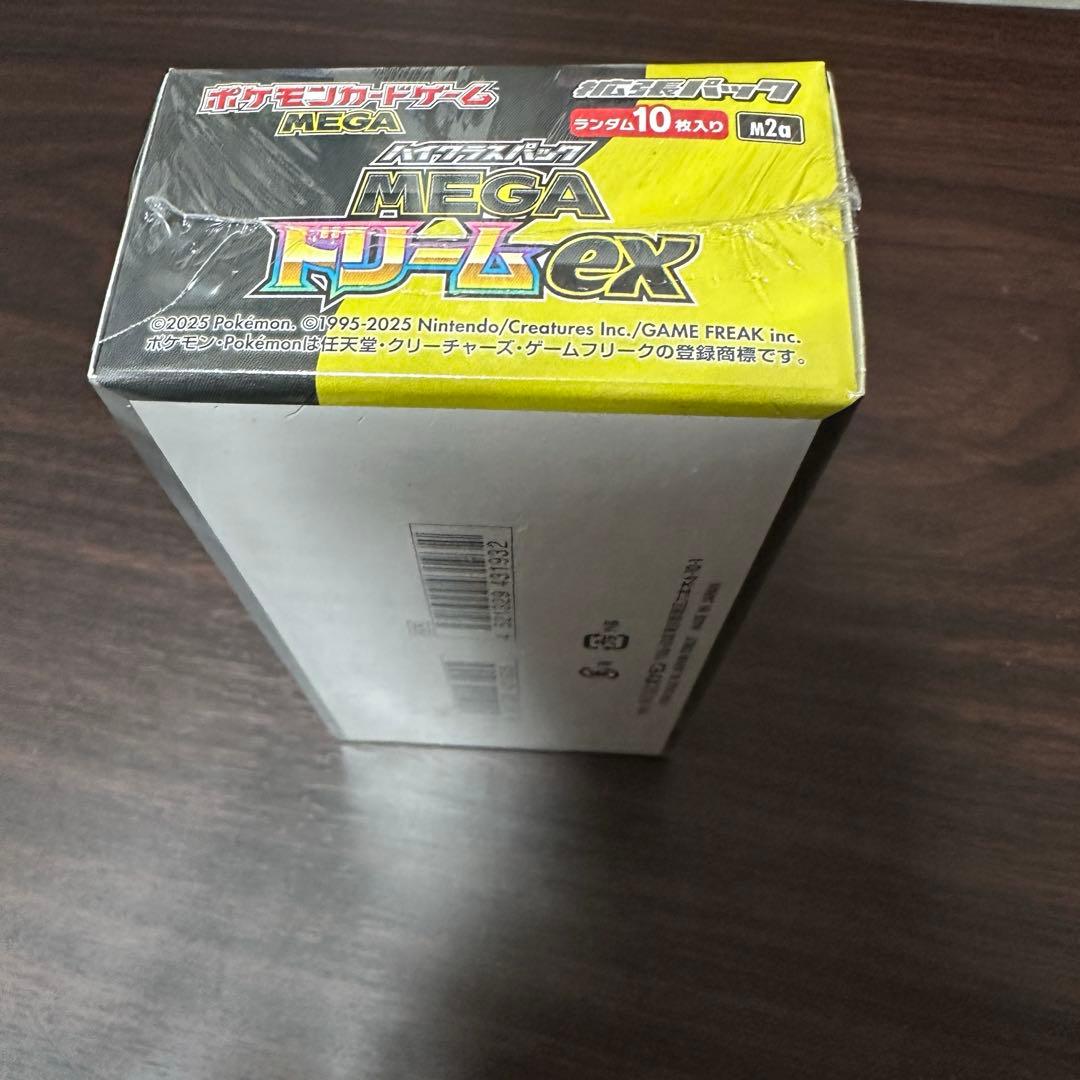 ポケモンカードゲーム
MEGA
拡張パック
ランダム10枚入り
M2a
ハイクラスパック
MEGA
ドリームex
©2025 Pokémon. ©1995-2025 Nintendo/Creatures Inc./GAME FREAK inc.
ポケモン・Pokémonは任天堂・クリーチャーズ・ゲームフリークの登録商標です。
4 521329 491932